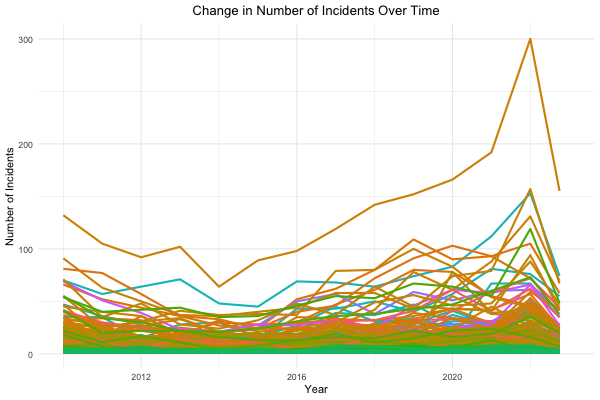 Change in Number of Incidents Over Time
300
200
100
0
Number of Incidents
2012
2016
2020
Year